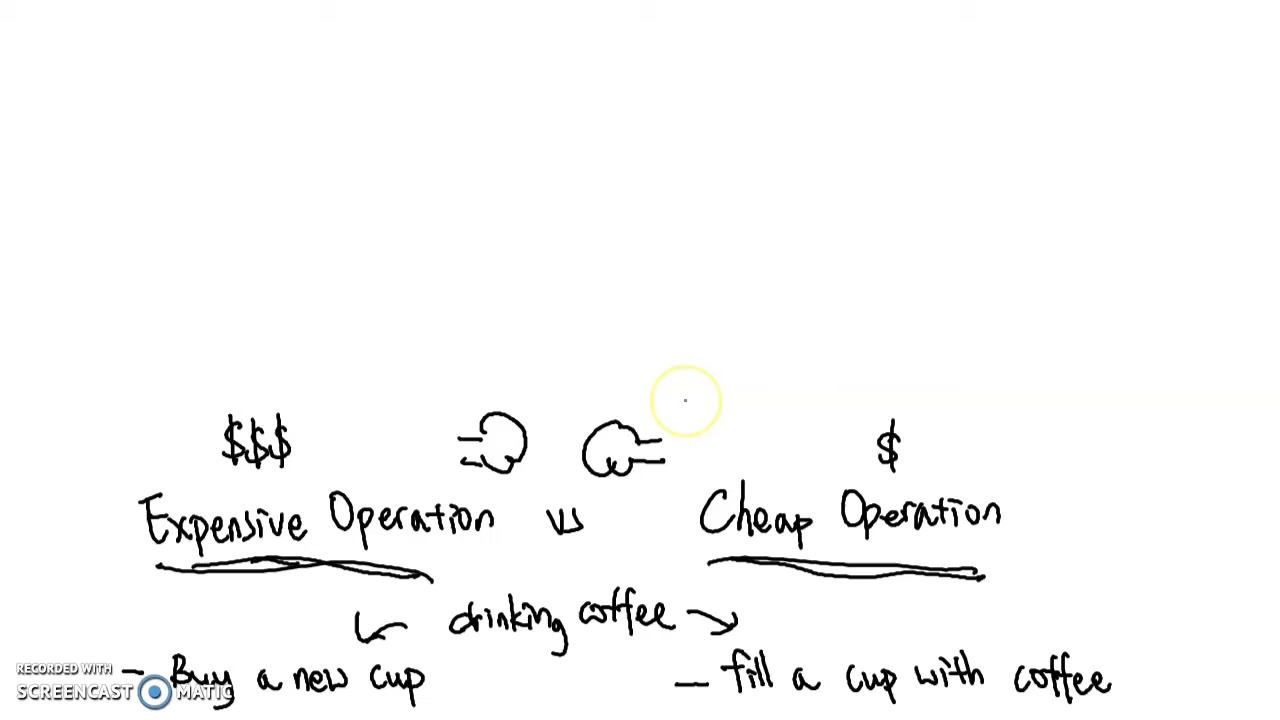 $$$ $
Expensive Operation vs Cheap Operation
drinking coffee
- Buy a new cup - fill a cup with coffee
RECORDED WITH
SCREENCAST MATIC